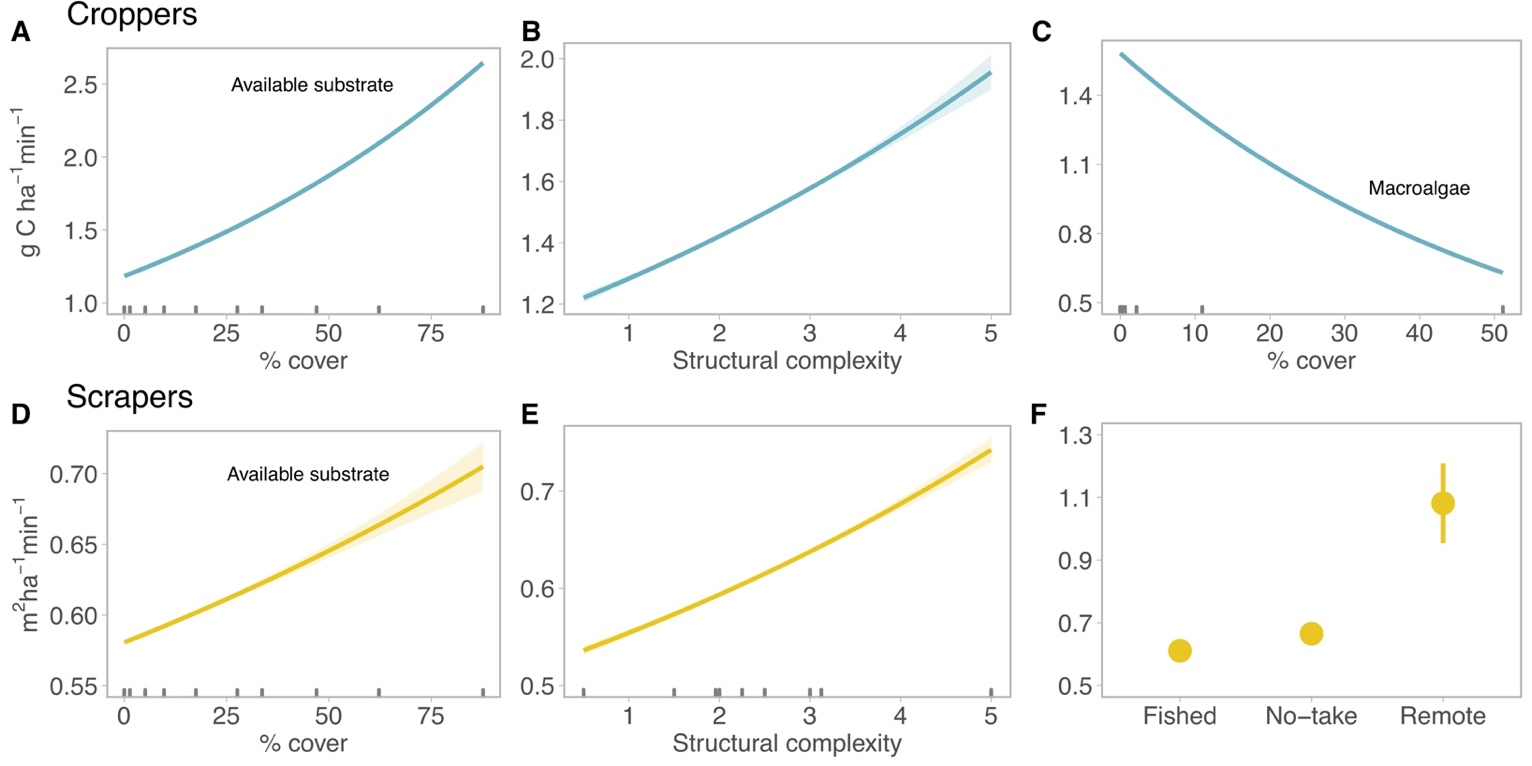 Croppers
A
B
C
g C ha⁻¹min⁻¹
2.5
2.0
1.5
1.0
Available substrate
0 25 50 75
% cover
2.0
1.8
1.6
1.4
1.2
1 2 3 4 5
Structural complexity
1.4
1.1
0.8
0.5
Macroalgae
0 10 20 30 40 50
% cover
Scrapers
D
E
F
m²ha⁻¹min⁻¹
0.70
0.65
0.60
0.55
Available substrate
0 25 50 75
% cover
0.7
0.6
0.5
1 2 3 4 5
Structural complexity
1.3
1.1
0.9
0.7
0.5
Fished No−take Remote